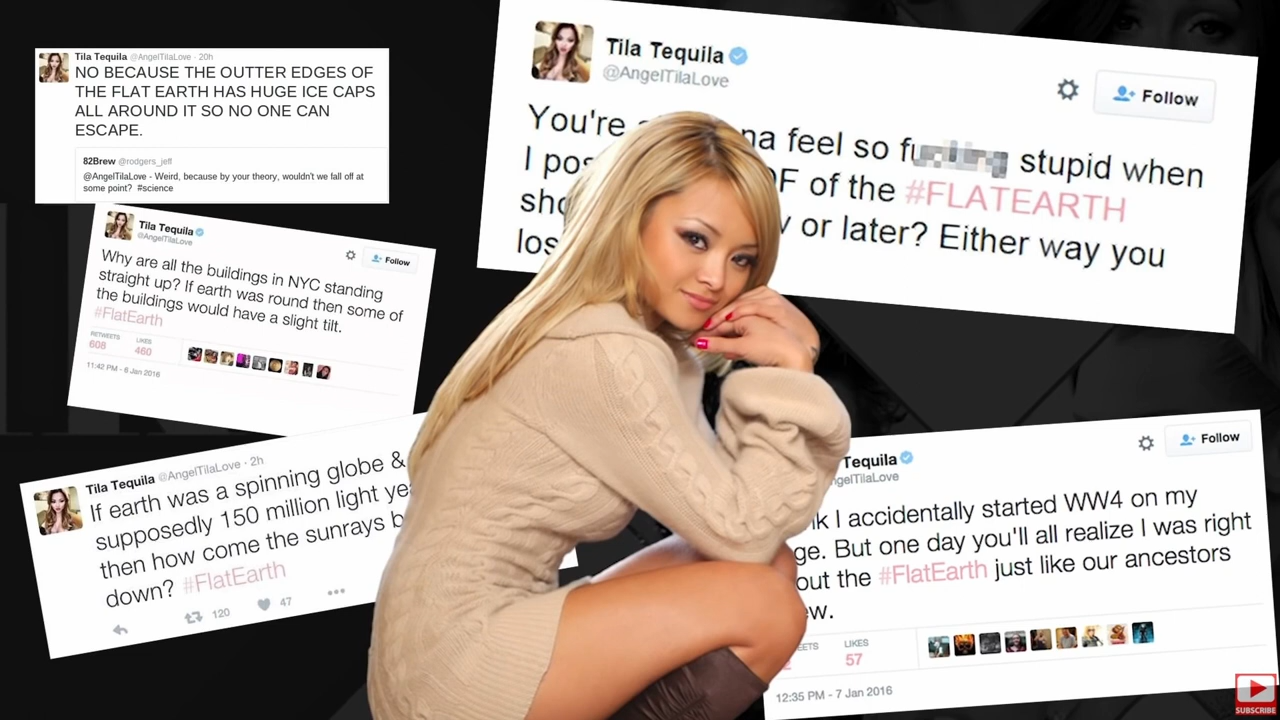 Tila Tequila @AngelTilaLove · 20h
NO BECAUSE THE OUTTER EDGES OF
THE FLAT EARTH HAS HUGE ICE CAPS
ALL AROUND IT SO NO ONE CAN
ESCAPE.
82Brew @rodgers_jeff
@AngelTilaLove - Weird, because by your theory, wouldn't we fall off at
some point? #science
Tila Tequila
@AngelTilaLove
Follow
You're na feel so fu stupid when
I pos OF of the #FLATEARTH
sho or later? Either way you
los
Tila Tequila
@AngelTilaLove
Follow
Why are all the buildings in NYC standing
straight up? If earth was round then some of
the buildings would have a slight tilt.
#FlatEarth
RETWEETS LIKES
608 460
11:42 PM - 6 Jan 2016
Tila Tequila @AngelTilaLove · 2h
If earth was a spinning globe &
supposedly 150 million light yea
then how come the sunrays b
down? #FlatEarth
120 47
Tequila
ngelTilaLove
Follow
nk I accidentally started WW4 on my
ge. But one day you'll all realize I was right
out the #FlatEarth just like our ancestors
ew.
EETS LIKES
2 57
12:35 PM - 7 Jan 2016
SUBSCRIBE